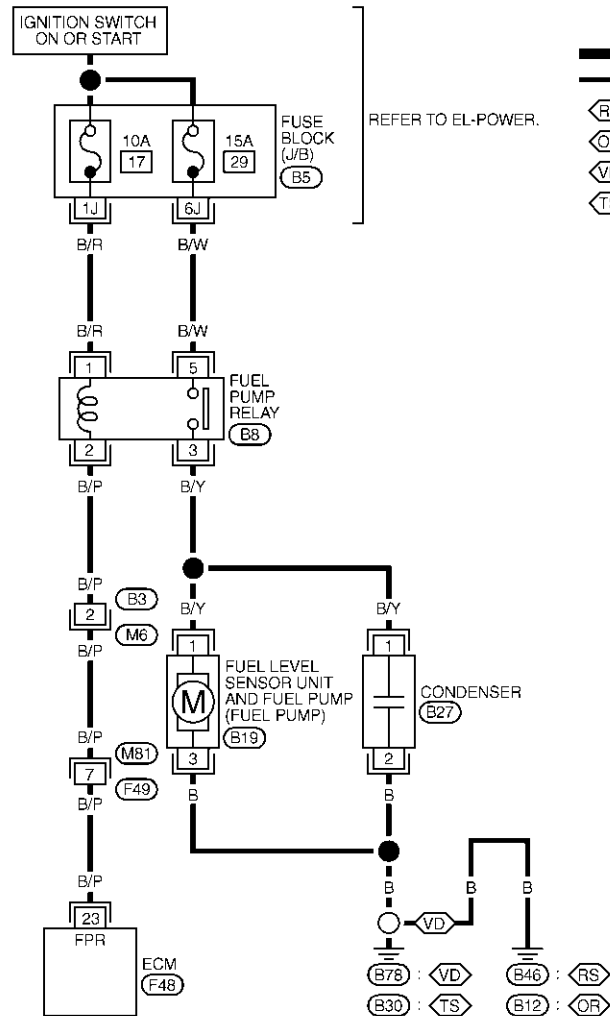 IGNITION SWITCH
ON OR START
REFER TO EL-POWER.
FUSE
BLOCK
(J/B)
B5
10A
17
15A
29
1J
6J
B/R
B/W
B/R
B/W
1
5
FUEL
PUMP
RELAY
B8
2
3
B/P
B/Y
B/P
B3
2
M6
B/P
B/Y
B/Y
1
1
FUEL LEVEL
SENSOR UNIT
AND FUEL PUMP
(FUEL PUMP)
B19
M
CONDENSER
B27
3
2
B/P
M81
7
F49
B/P
B
B
B/P
23
FPR
ECM
F48
B
VD
B
B
B78 : VD
B46 : RS
B30 : TS
B12 : OR